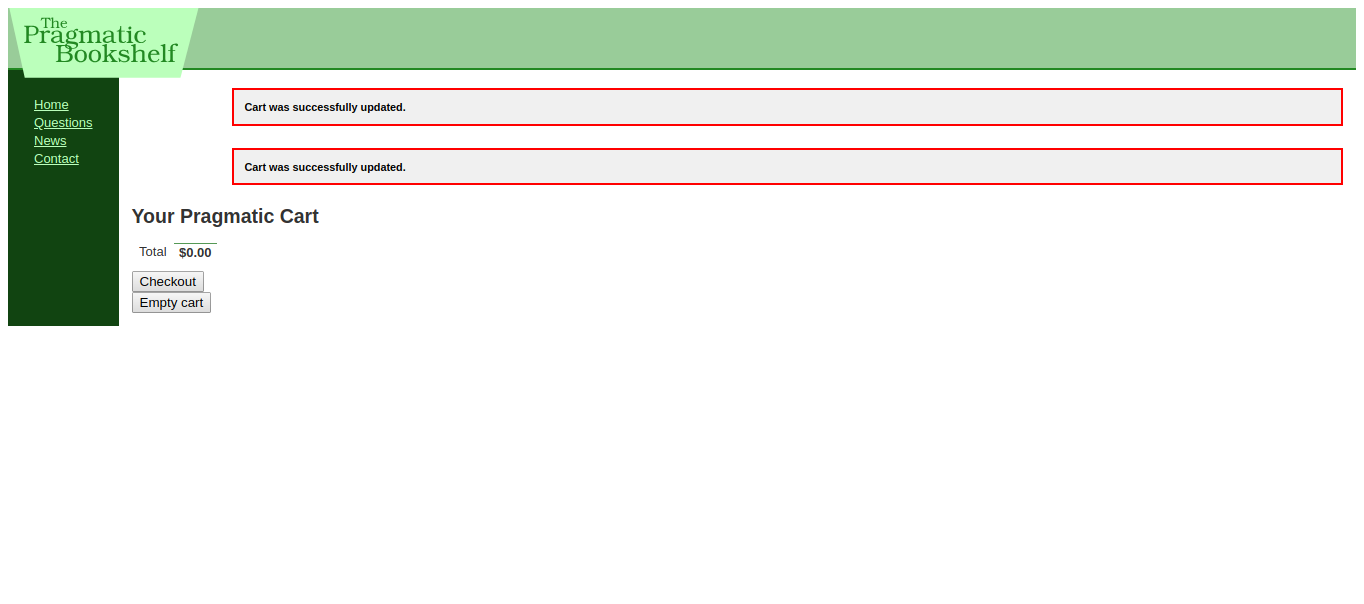 The
Pragmatic
Bookshelf
Home
Questions
News
Contact
Cart was successfully updated.
Cart was successfully updated.
Your Pragmatic Cart
Total $0.00
Checkout
Empty cart